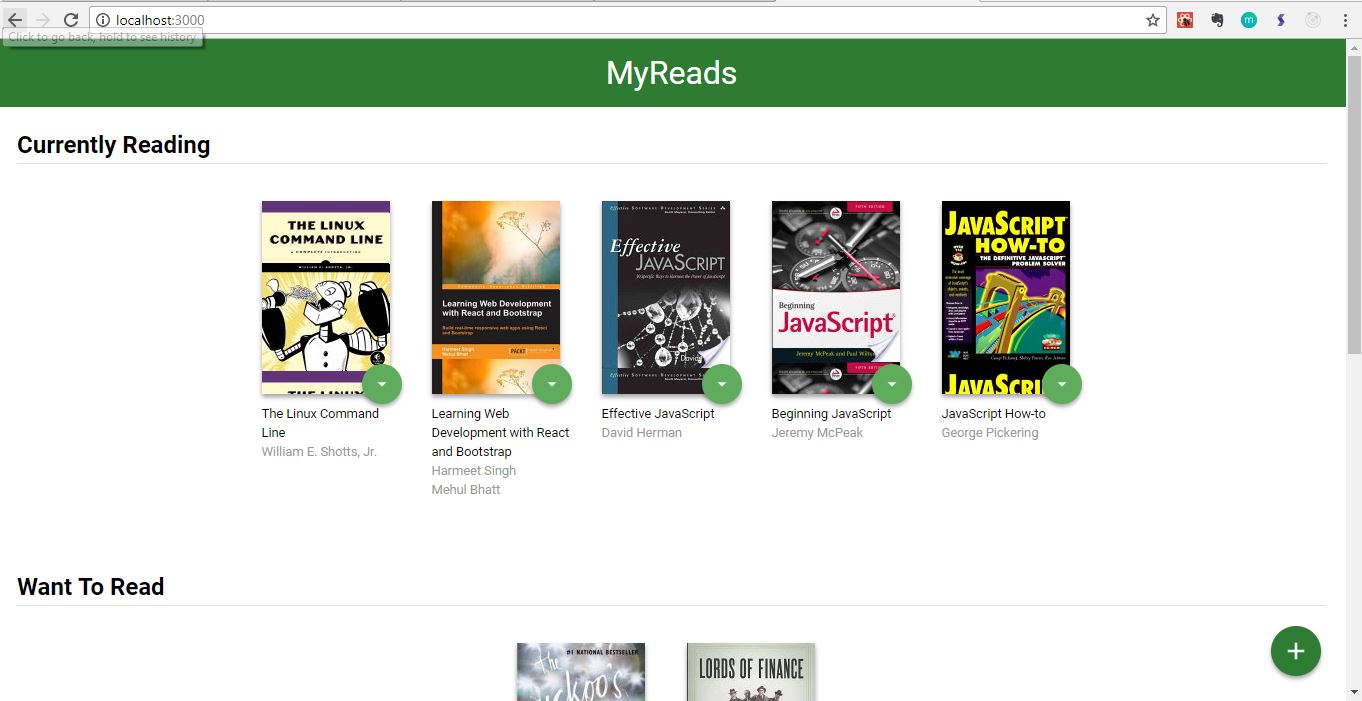 localhost:3000
Click to go back, hold to see history
MyReads
Currently Reading
THE LINUX
COMMAND LINE
A COMPLETE INTRODUCTION
WILLIAM E. SHOTTS, JR.
THE LINUX
Learning Web Development
with React and Bootstrap
Build real-time responsive web apps using React
and Bootstrap
Harmeet Singh
Mehul Bhatt
PACKT
Effective Software Development Series
Effective
JAVASCRIPT
68 Specific Ways to Harness the Power of JavaScript
David
Effective Software Development Series
FIFTH EDITION
Beginning
JavaScript
Jeremy McPeak and Paul Wilton
FIFTH EDITION
JAVASCRIPT
HOW-TO
THE DEFINITIVE JAVASCRIPT
PROBLEM SOLVER
JAVASCRI
The Linux Command
Line
William E. Shotts, Jr.
Learning Web
Development with React
and Bootstrap
Harmeet Singh
Mehul Bhatt
Effective JavaScript
David Herman
Beginning JavaScript
Jeremy McPeak
JavaScript How-to
George Pickering
Want To Read
#1 NATIONAL BESTSELLER
the
LORDS OF FINANCE